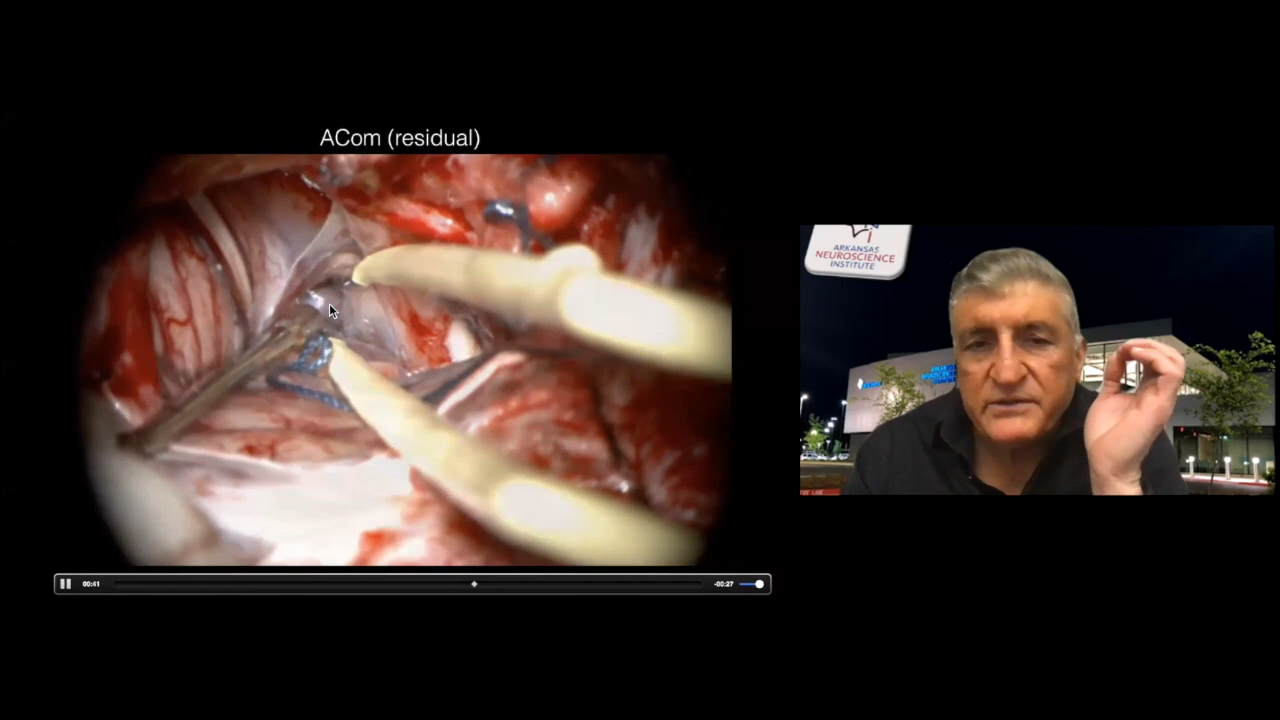 ACom (residual)
ARKANSAS
NEUROSCIENCE
INSTITUTE
00:41
-00:27